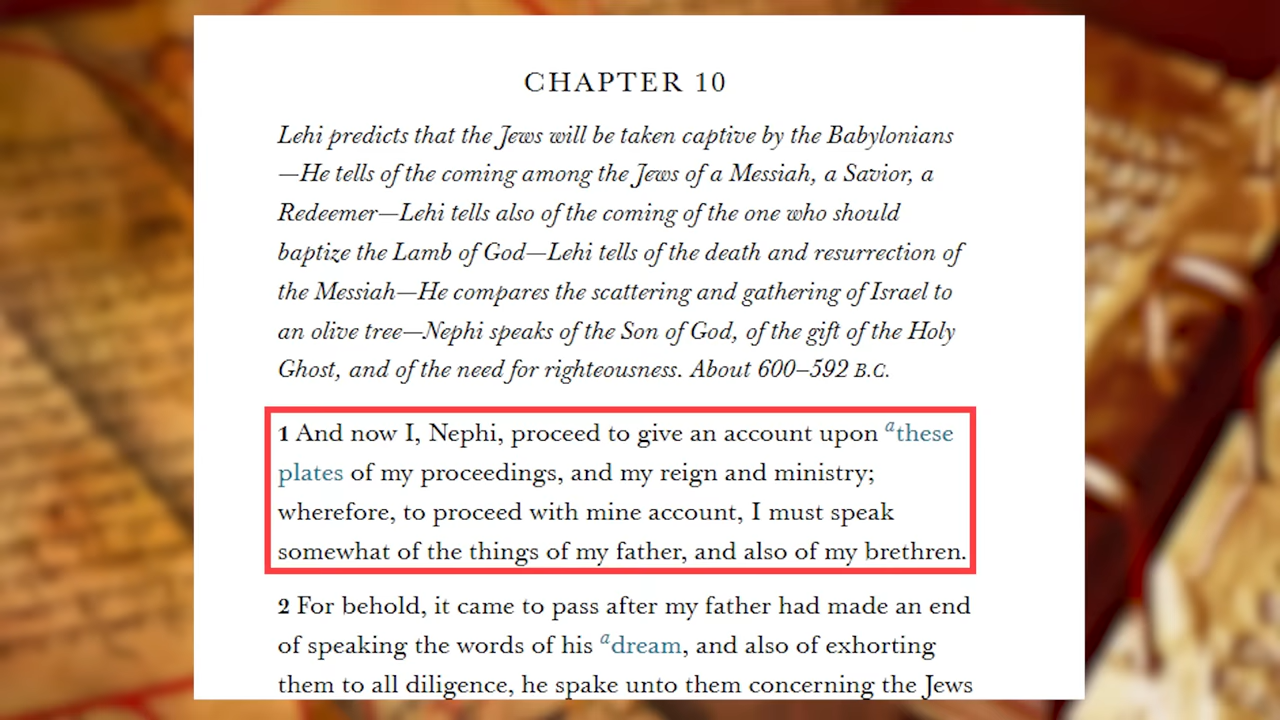 CHAPTER 10
Lehi predicts that the Jews will be taken captive by the Babylonians
—He tells of the coming among the Jews of a Messiah, a Savior, a
Redeemer—Lehi tells also of the coming of the one who should
baptize the Lamb of God—Lehi tells of the death and resurrection of
the Messiah—He compares the scattering and gathering of Israel to
an olive tree—Nephi speaks of the Son of God, of the gift of the Holy
Ghost, and of the need for righteousness. About 600–592 B.C.
1 And now I, Nephi, proceed to give an account upon a these
plates of my proceedings, and my reign and ministry;
wherefore, to proceed with mine account, I must speak
somewhat of the things of my father, and also of my brethren.
2 For behold, it came to pass after my father had made an end
of speaking the words of his a dream, and also of exhorting
them to all diligence, he spake unto them concerning the Jews